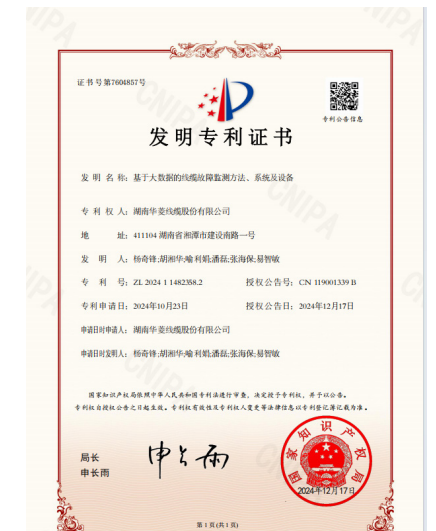 证书号第7604857号
专利公告信息
发明专利证书
发 明 名 称: 基于大数据的线缆故障监测方法、系统及设备
专 利 权 人: 湖南华菱线缆股份有限公司
地 址: 411104 湖南省湘潭市建设南路一号
发 明 人: 杨奇锋;胡湘华;喻利娟;潘磊;张海保;易智敏
专 利 号: ZL 2024 1 1482358.2 授权公告号: CN 119001339 B
专利申请日: 2024年10月23日 授权公告日: 2024年12月17日
申请日时申请人: 湖南华菱线缆股份有限公司
申请日时发明人: 杨奇锋;胡湘华;喻利娟;潘磊;张海保;易智敏
国家知识产权局依照中华人民共和国专利法进行审查，决定授予专利权，并予以公告。
专利权自授权公告之日起生效。专利权有效性及专利权人变更等法律信息以专利登记簿记载为准。
局长
申长雨
申长雨
国家知识产权局
2024年12月17日
第 1 页(共 1 页)
CNIPA
CNIPA
CNIPA
CNIPA